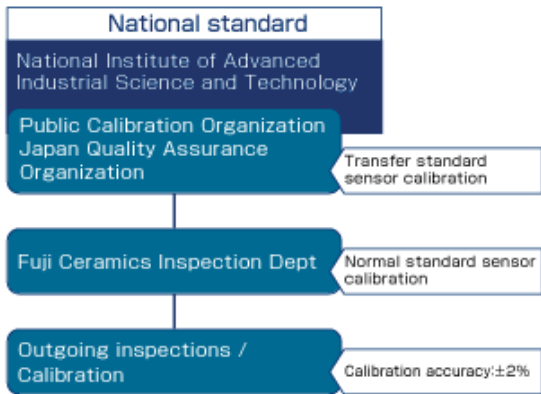 National standard
National Institute of Advanced
Industrial Science and Technology
Public Calibration Organization
Japan Quality Assurance
Organization
Transfer standard
sensor calibration
Fuji Ceramics Inspection Dept
Normal standard sensor
calibration
Outgoing inspections /
Calibration
Calibration accuracy:±2%